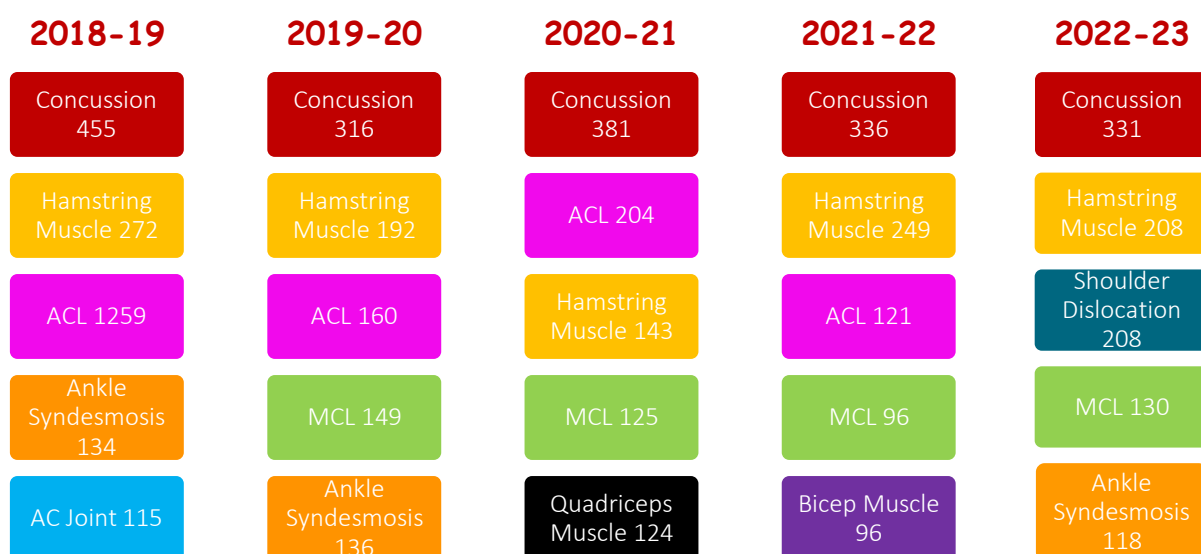 2018-19
2019-20
2020-21
2021-22
2022-23
Concussion
455
Concussion
316
Concussion
381
Concussion
336
Concussion
331
Hamstring
Muscle 272
Hamstring
Muscle 192
ACL 204
Hamstring
Muscle 249
Hamstring
Muscle 208
ACL 1259
ACL 160
Hamstring
Muscle 143
ACL 121
Shoulder
Dislocation
208
Ankle
Syndesmosis
134
MCL 149
MCL 125
MCL 96
MCL 130
AC Joint 115
Ankle
Syndesmosis
136
Quadriceps
Muscle 124
Bicep Muscle
96
Ankle
Syndesmosis
118